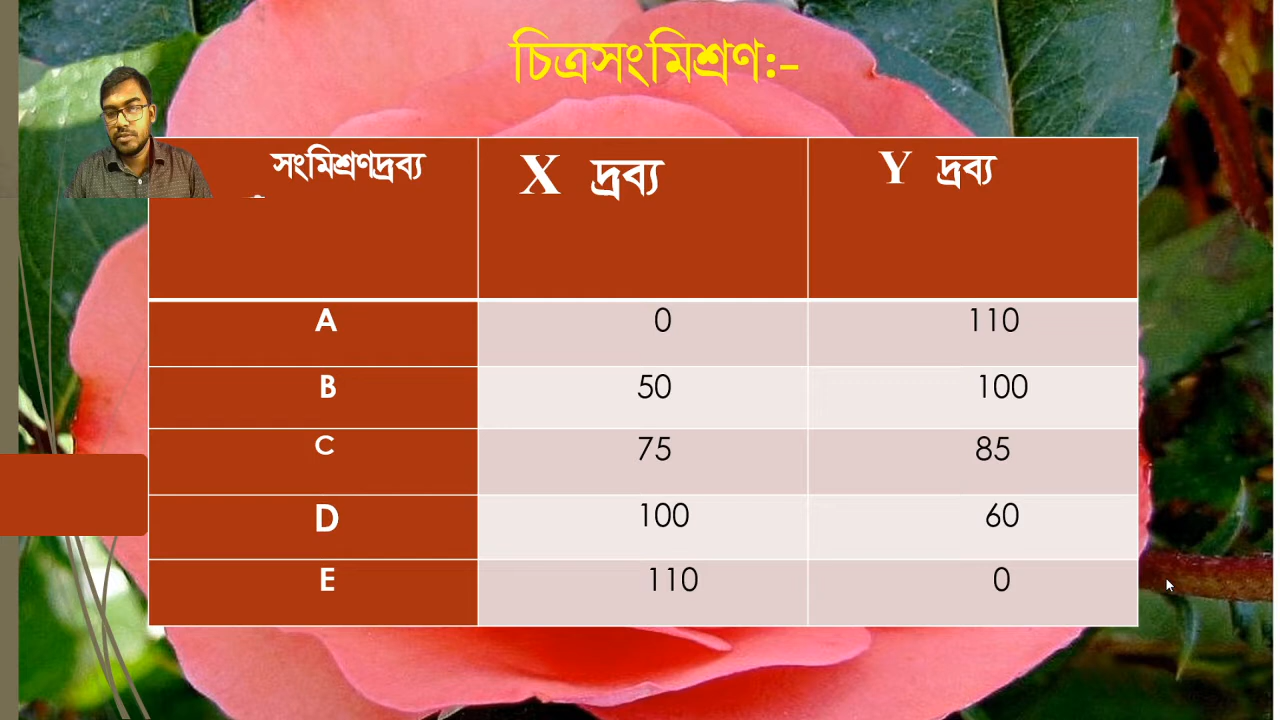 চিত্রসংমিশ্রণ:-
সংমিশ্রণদ্রব্য X দ্রব্য Y দ্রব্য
A 0 110
B 50 100
C 75 85
D 100 60
E 110 0